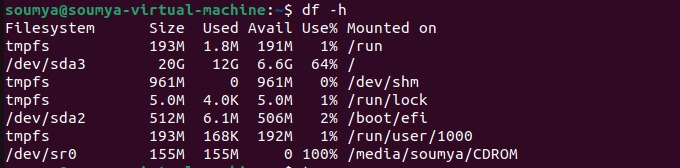 soumya@soumya-virtual-machine:~$ df -h
Filesystem      Size  Used Avail Use% Mounted on
tmpfs           193M  1.8M  191M   1% /run
/dev/sda3        20G   12G  6.6G  64% /
tmpfs           961M     0  961M   0% /dev/shm
tmpfs           5.0M  4.0K  5.0M   1% /run/lock
/dev/sda2       512M  6.1M  506M   2% /boot/efi
tmpfs           193M  168K  192M   1% /run/user/1000
/dev/sr0        155M  155M     0 100% /media/soumya/CDROM